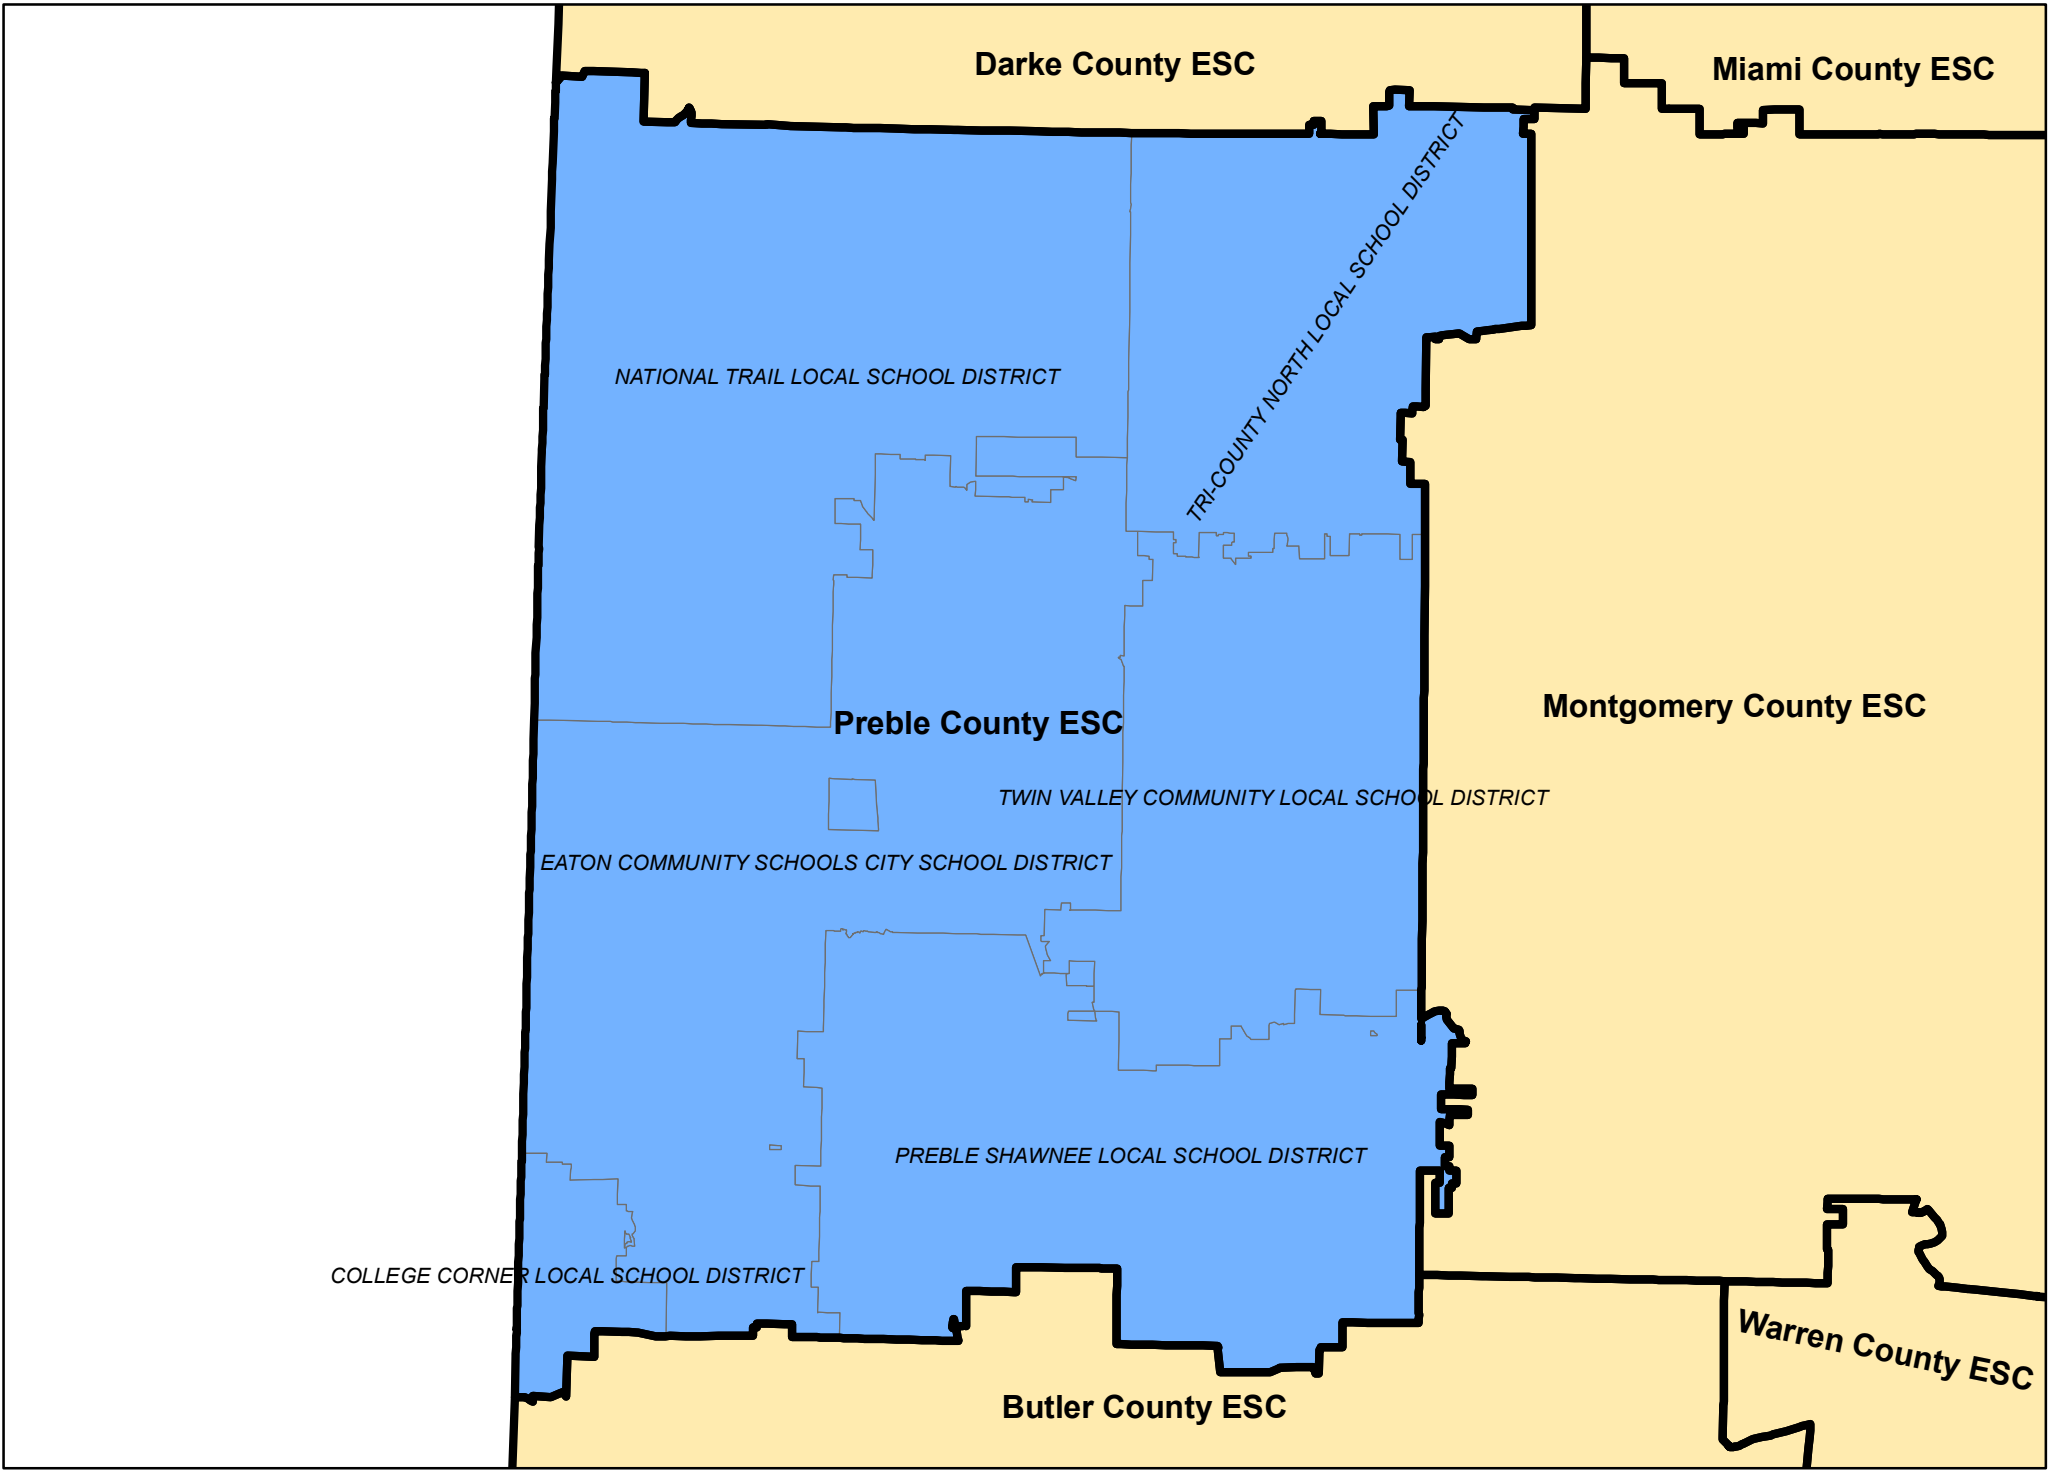 Darke County ESC
Miami County ESC
TRI-COUNTY NORTH LOCAL SCHOOL DISTRICT
NATIONAL TRAIL LOCAL SCHOOL DISTRICT
Montgomery County ESC
Preble County ESC
TWIN VALLEY COMMUNITY LOCAL SCHOOL DISTRICT
EATON COMMUNITY SCHOOLS CITY SCHOOL DISTRICT
PREBLE SHAWNEE LOCAL SCHOOL DISTRICT
COLLEGE CORNER LOCAL SCHOOL DISTRICT
Warren County ESC
Butler County ESC